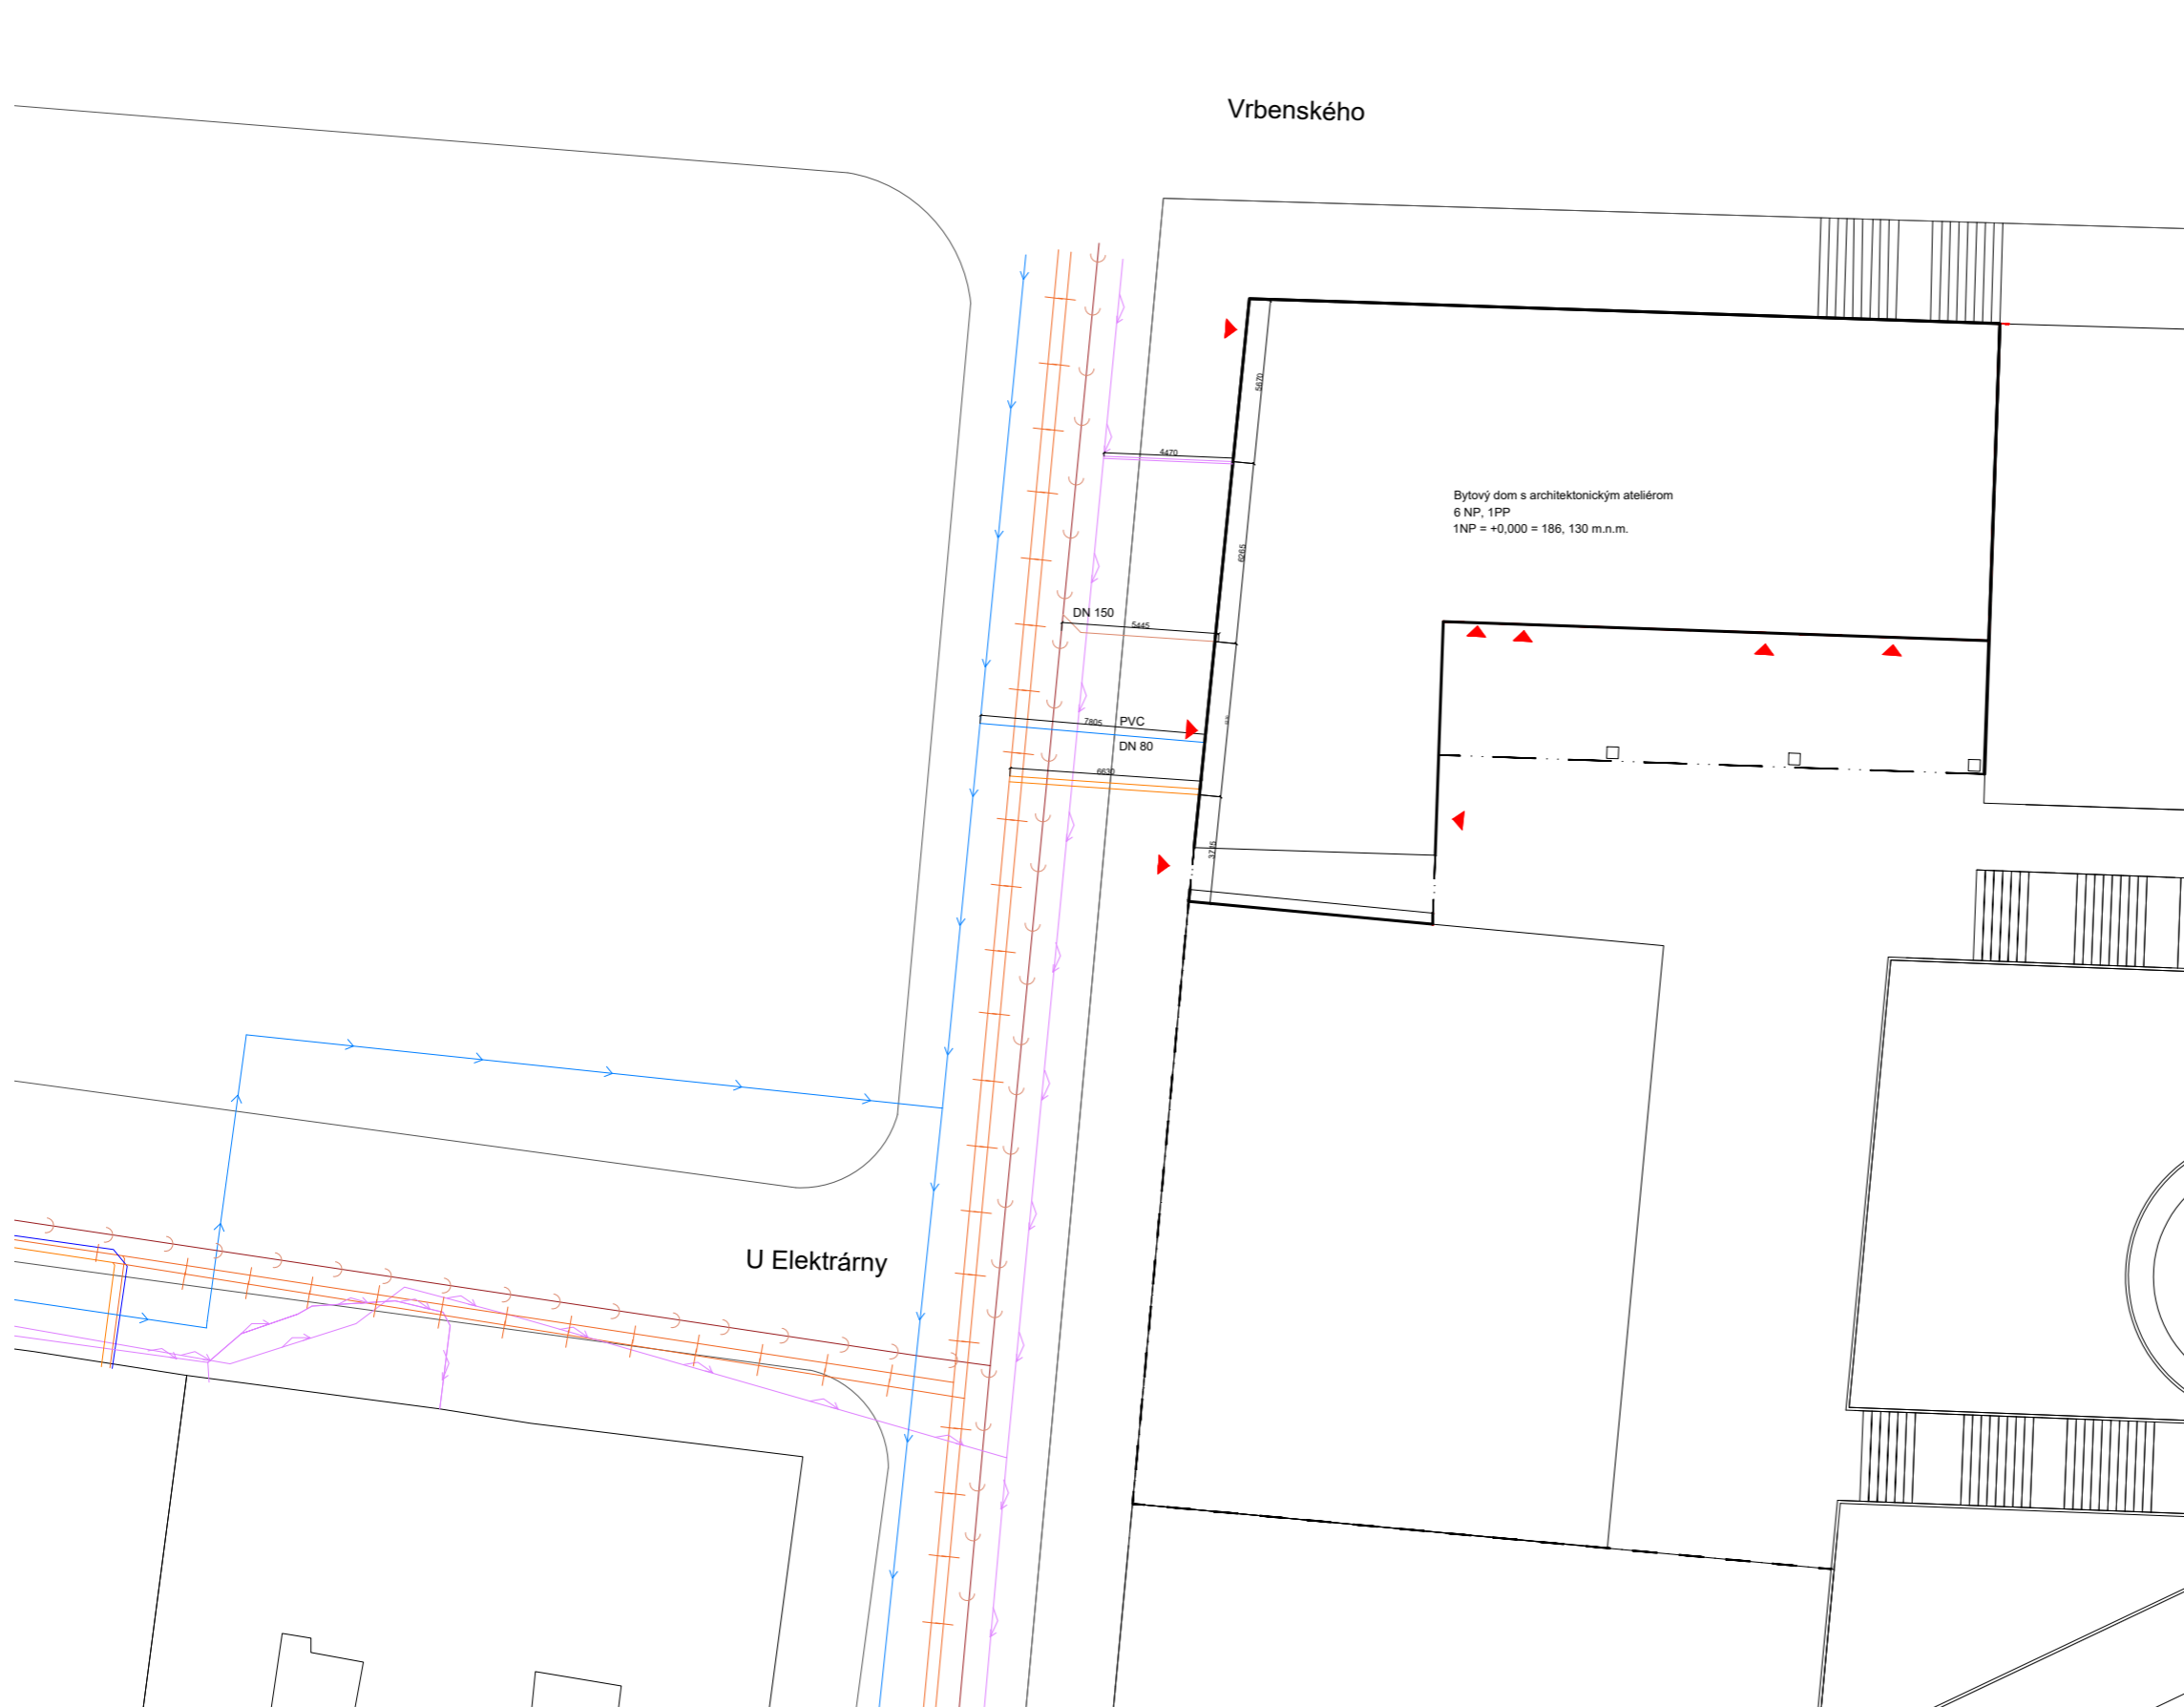 Vrbenského
5670
4470
Bytový dom s architektonickým ateliérom
6 NP, 1PP
1NP = +0,000 = 186, 130 m.n.m.
6265
DN 150
5445
7805
PVC
DN 80
6630
U Elektrárny